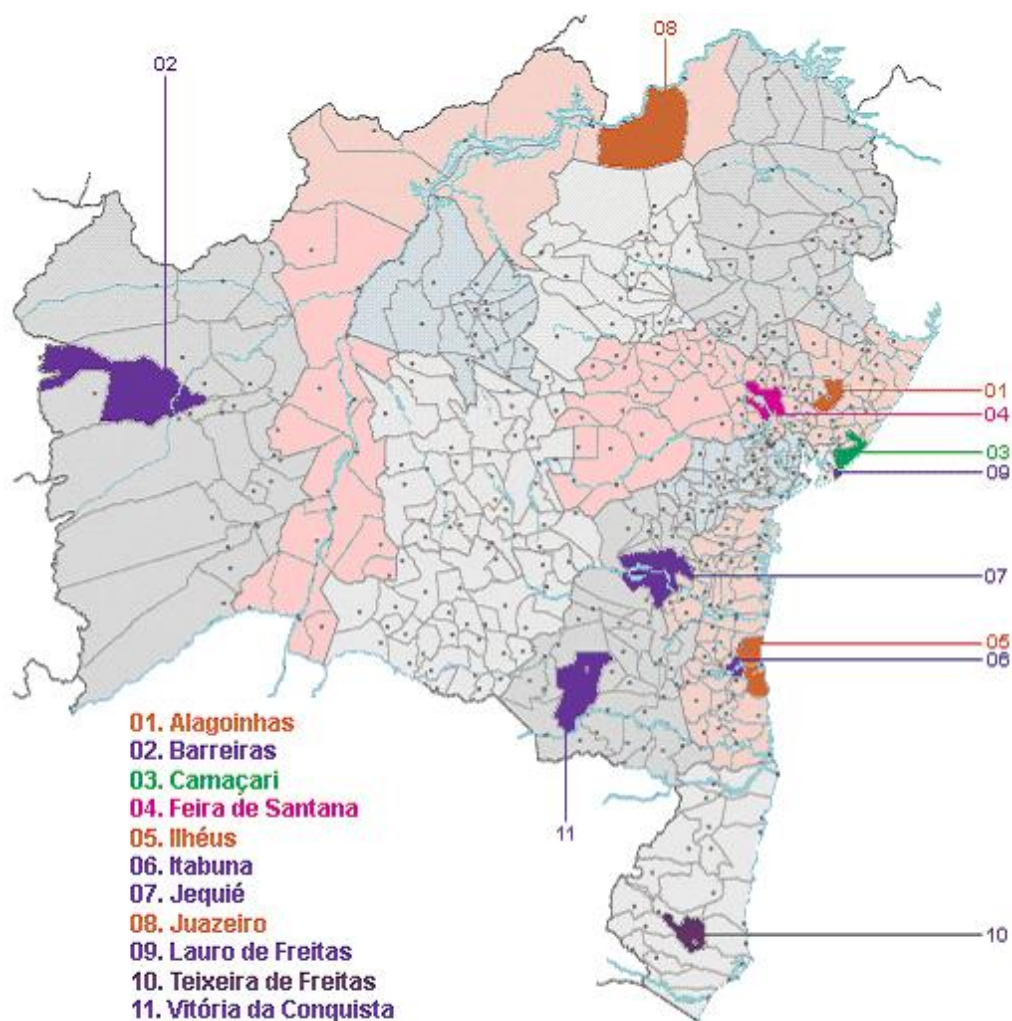 08
02
01
04
03
09
07
05
06
11
10
01. Alagoinhas
02. Barreiras
03. Camaçari
04. Feira de Santana
05. Ilhéus
06. Itabuna
07. Jequié
08. Juazeiro
09. Lauro de Freitas
10. Teixeira de Freitas
11. Vitória da Conquista